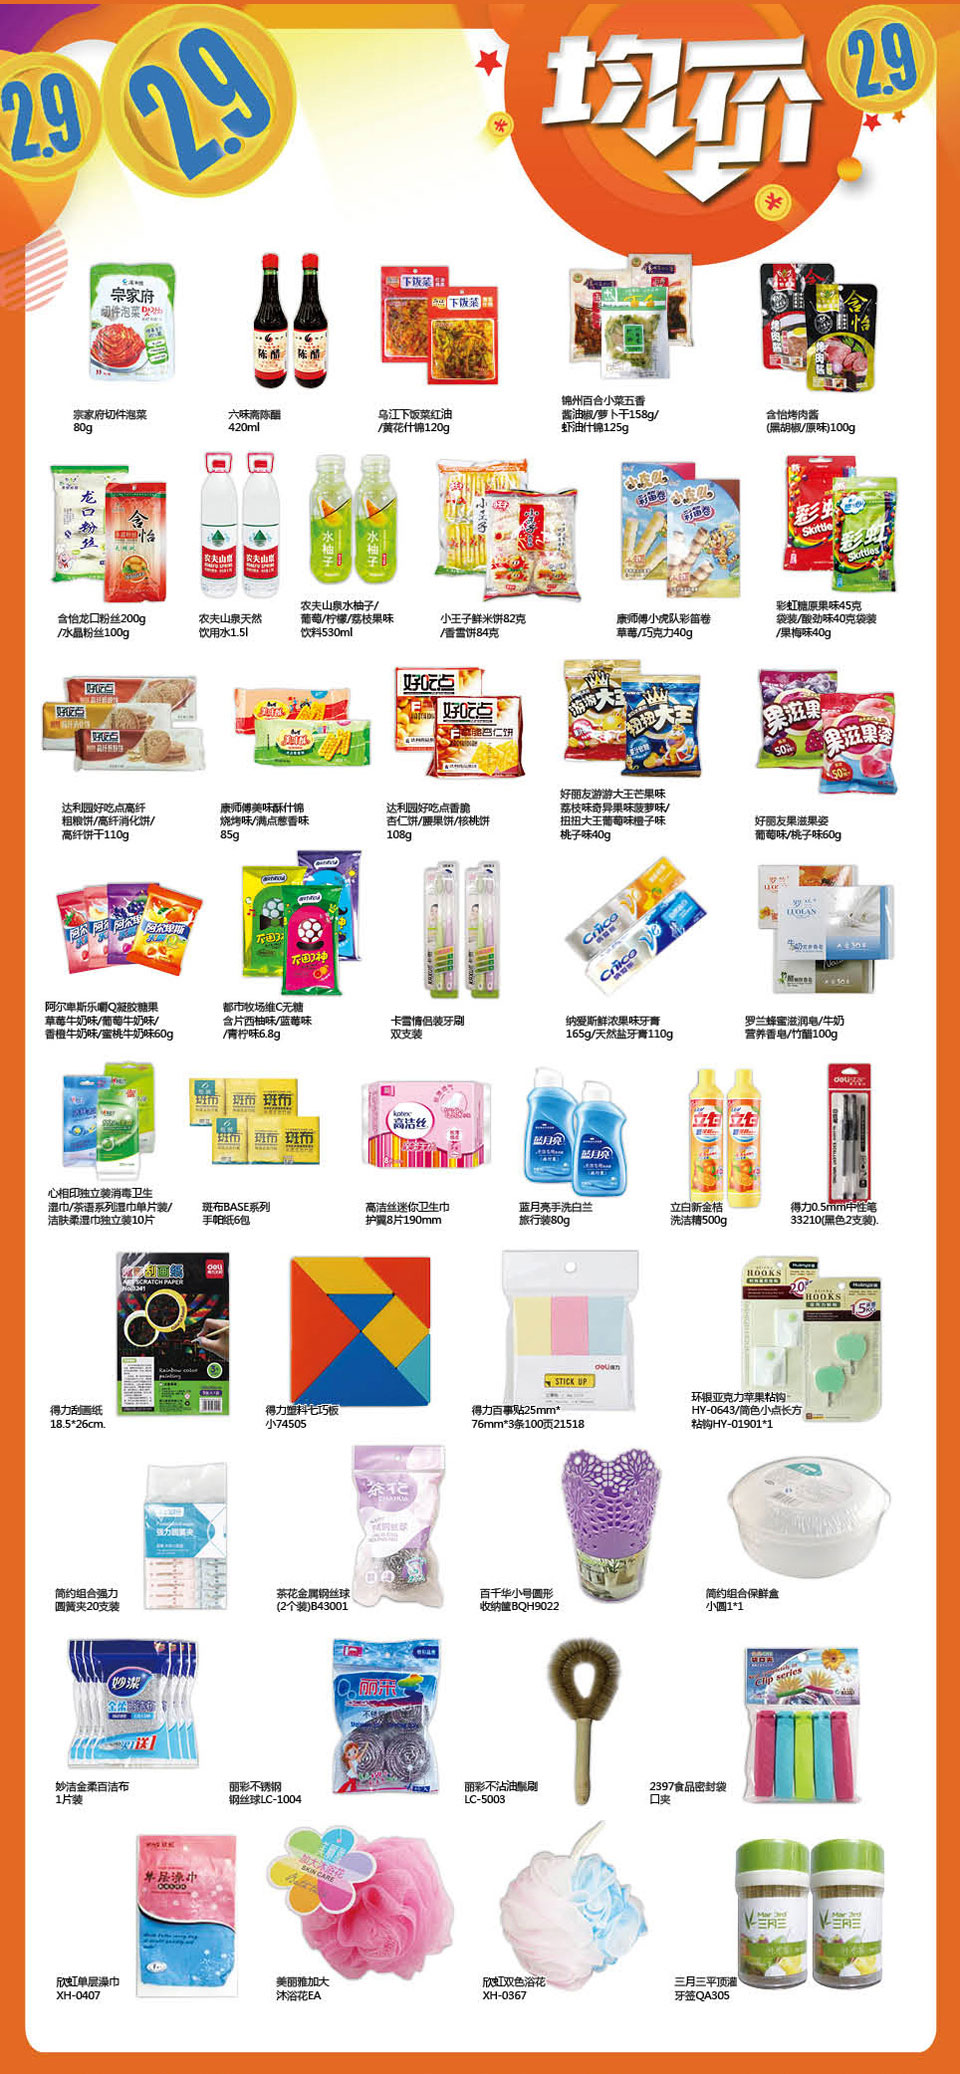 2.9
2.9
均价
2.9
宗家府切件泡菜
80g
六味斋陈醋
420ml
乌江下饭菜红油
/黄花什锦120g
锦州百合小菜五香
酱油椒/萝卜干158g/
虾油什锦125g
含怡烤肉酱
(黑胡椒/原味)100g
含怡龙口粉丝200g
/水晶粉丝100g
农夫山泉天然
饮用水1.5l
农夫山泉水柚子/
葡萄/柠檬/荔枝果味
饮料530ml
小王子鲜米饼82克
/香雪饼84克
康师傅小虎队彩笛卷
草莓/巧克力40g
彩虹糖原果味45克
袋装/酸劲味40克袋装
/果梅味40g
达利园好吃点高纤
粗粮饼/高纤消化饼/
高纤饼干110g
康师傅美味酥什锦
烧烤味/满点葱香味
85g
达利园好吃点香脆
杏仁饼/腰果饼/核桃饼
108g
好丽友游游大王芒果味
荔枝味奇异果味菠萝味/
扭扭大王葡萄味橙子味
桃子味40g
好丽友果滋果姿
葡萄味/桃子味60g
阿尔卑斯乐嚼Q凝胶糖果
草莓牛奶味/葡萄牛奶味/
香橙牛奶味/蜜桃牛奶味60g
都市牧场维C无糖
含片西柚味/蓝莓味
/青柠味6.8g
卡雪情侣装牙刷
双支装
纳爱斯鲜浓果味牙膏
165g/天然盐牙膏110g
罗兰蜂蜜滋润皂/牛奶
营养香皂/竹醋100g
心相印独立装消毒卫生
湿巾/茶语系列湿巾单片装/
洁肤柔湿巾独立装10片
斑布BASE系列
手帕纸6包
高洁丝迷你卫生巾
护翼8片190mm
蓝月亮手洗白兰
旅行装80g
立白新金桔
洗洁精500g
得力0.5mm中性笔
33210(黑色2支装).
得力刮画纸
18.5*26cm.
得力塑料七巧板
小74505
得力百事贴25mm*
76mm*3条100页21518
环银亚克力苹果粘钩
HY-0643/简色小点长方
粘钩HY-01901*1
简约组合强力
圆簧夹20支装
茶花金属钢丝球
(2个装)B43001
百千华小号圆形
收纳筐BQH9022
简约组合保鲜盒
小圆1*1
妙洁金柔百洁布
1片装
丽彩不锈钢
钢丝球LC-1004
丽彩不沾油鬃刷
LC-5003
2397食品密封袋
口夹
欣虹单层澡巾
XH-0407
美丽雅加大
沐浴花EA
欣虹双色浴花
XH-0367
三月三平顶灌
牙签QA305